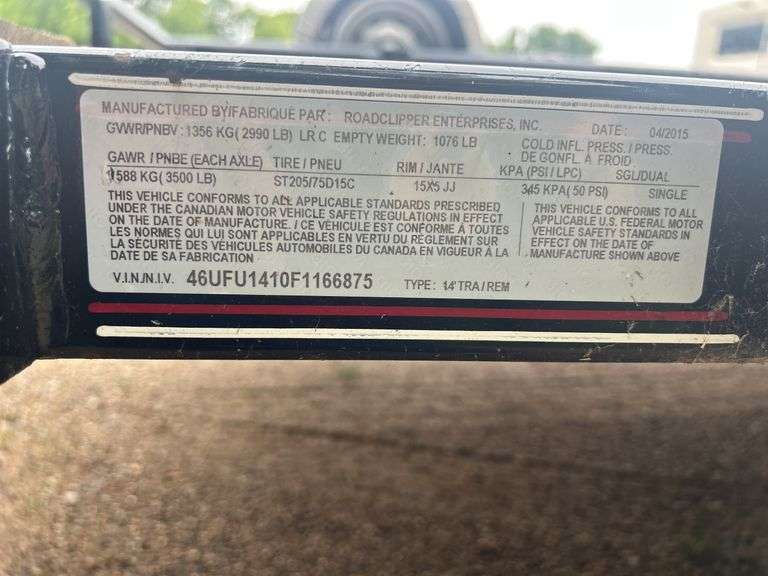 MANUFACTURED BY/FABRIQUÉ PAR: ROADCLIPPER ENTERPRISES, INC. DATE: 04/2015
GVWR/PNBV: 1356 KG (2990 LB) LR C EMPTY WEIGHT: 1076 LB COLD INFL. PRESS./PRESS. DE GONFL. A FROID
GAWR / PNBE (EACH AXLE) TIRE / PNEU RIM / JANTE KPA (PSI / LPC) SGL/DUAL
1588 KG (3500 LB) ST205/75D15C 15X5 JJ 345 KPA (50 PSI) SINGLE
THIS VEHICLE CONFORMS TO ALL APPLICABLE STANDARDS PRESCRIBED
UNDER THE CANADIAN MOTOR VEHICLE SAFETY REGULATIONS IN EFFECT
ON THE DATE OF MANUFACTURE. / CE VEHICULE EST CONFORME À TOUTES
LES NORMES QUI LUI SONT APPLICABLES EN VERTU DU RÈGLEMENT SUR
LA SÉCURITÉ DES VÉHICULES AUTOMOBILES DU CANADA EN VIGUEUR À LA
DATE DE SA FABRICATION
THIS VEHICLE CONFORMS TO ALL
APPLICABLE U.S. FEDERAL MOTOR
VEHICLE SAFETY STANDARDS IN
EFFECT ON THE DATE OF
MANUFACTURE SHOWN ABOVE
V.I.N./N.I.V. 46UFU1410F1166875 TYPE: 14' TRA / REM